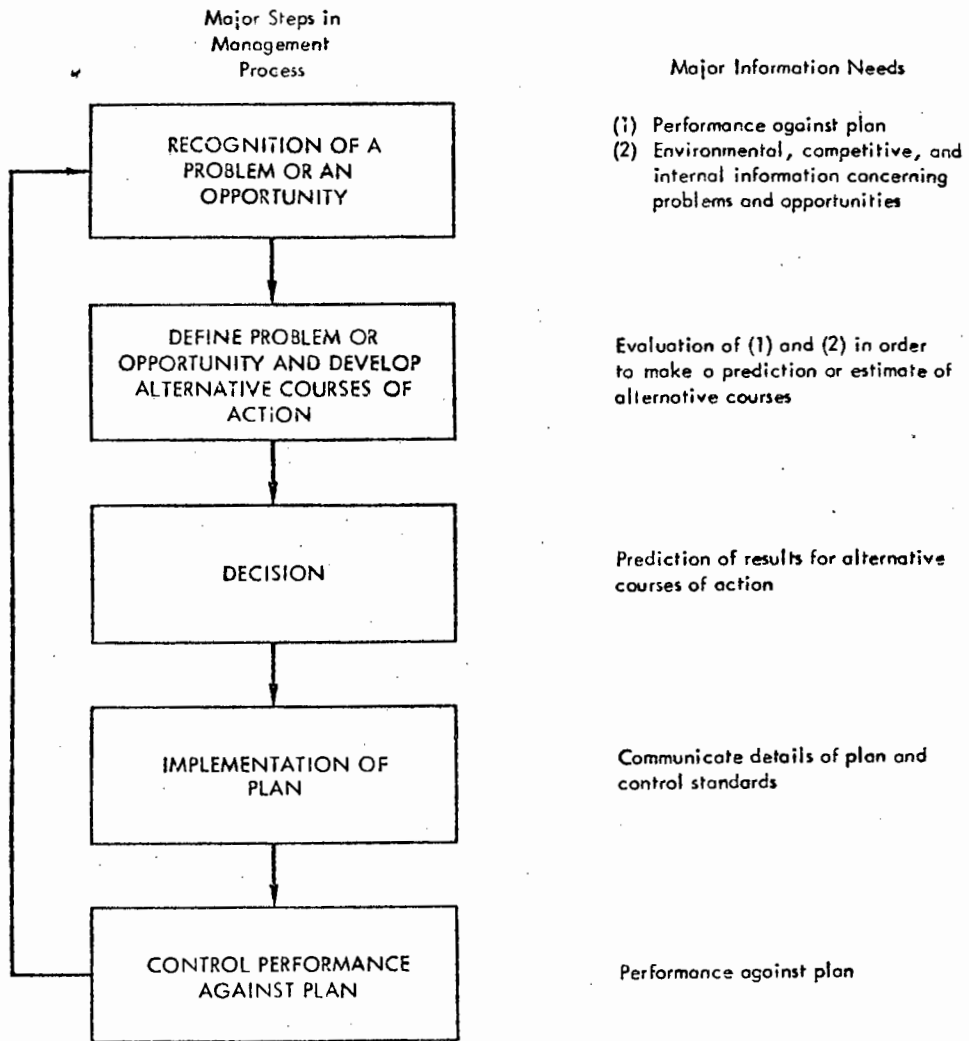 Major Steps in
Management
Process
Major Information Needs
RECOGNITION OF A
PROBLEM OR AN
OPPORTUNITY
(1) Performance against plan
(2) Environmental, competitive, and
internal information concerning
problems and opportunities
DEFINE PROBLEM OR
OPPORTUNITY AND DEVELOP
ALTERNATIVE COURSES OF
ACTION
Evaluation of (1) and (2) in order
to make a prediction or estimate of
alternative courses
DECISION
Prediction of results for alternative
courses of action
IMPLEMENTATION OF
PLAN
Communicate details of plan and
control standards
CONTROL PERFORMANCE
AGAINST PLAN
Performance against plan